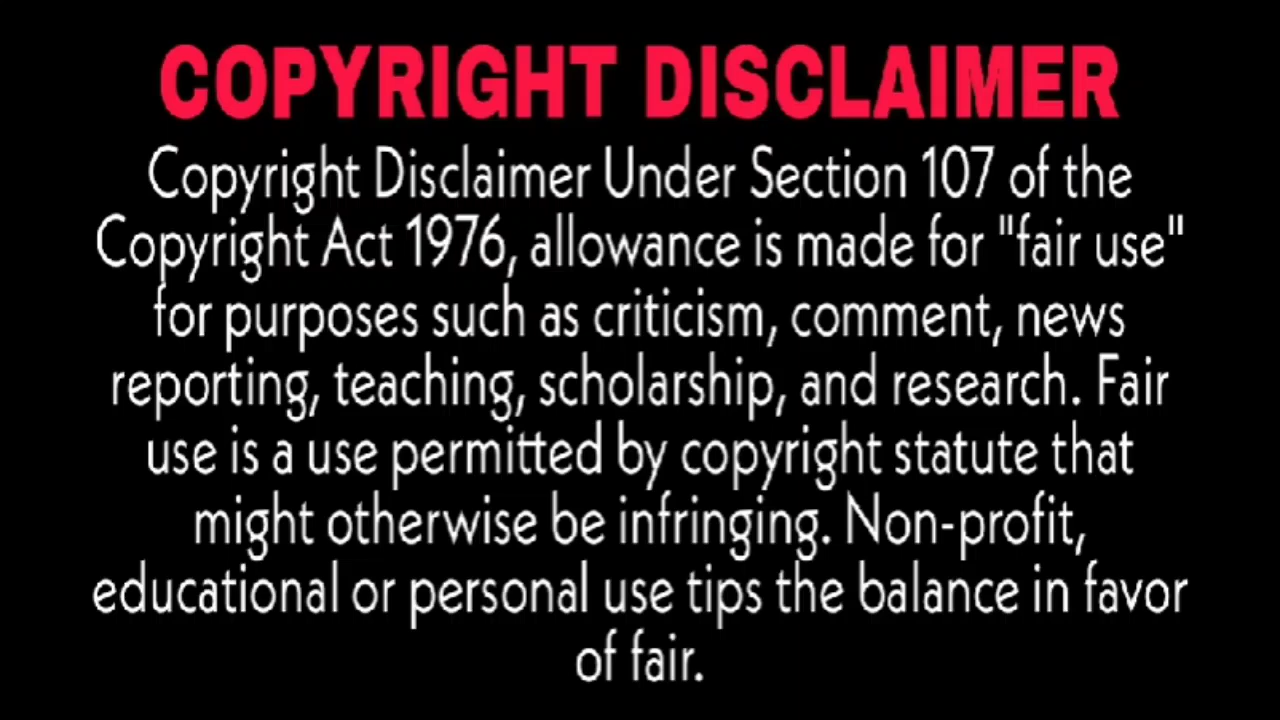 COPYRIGHT DISCLAIMER
Copyright Disclaimer Under Section 107 of the
Copyright Act 1976, allowance is made for "fair use"
for purposes such as criticism, comment, news
reporting, teaching, scholarship, and research. Fair
use is a use permitted by copyright statute that
might otherwise be infringing. Non-profit,
educational or personal use tips the balance in favor
of fair.